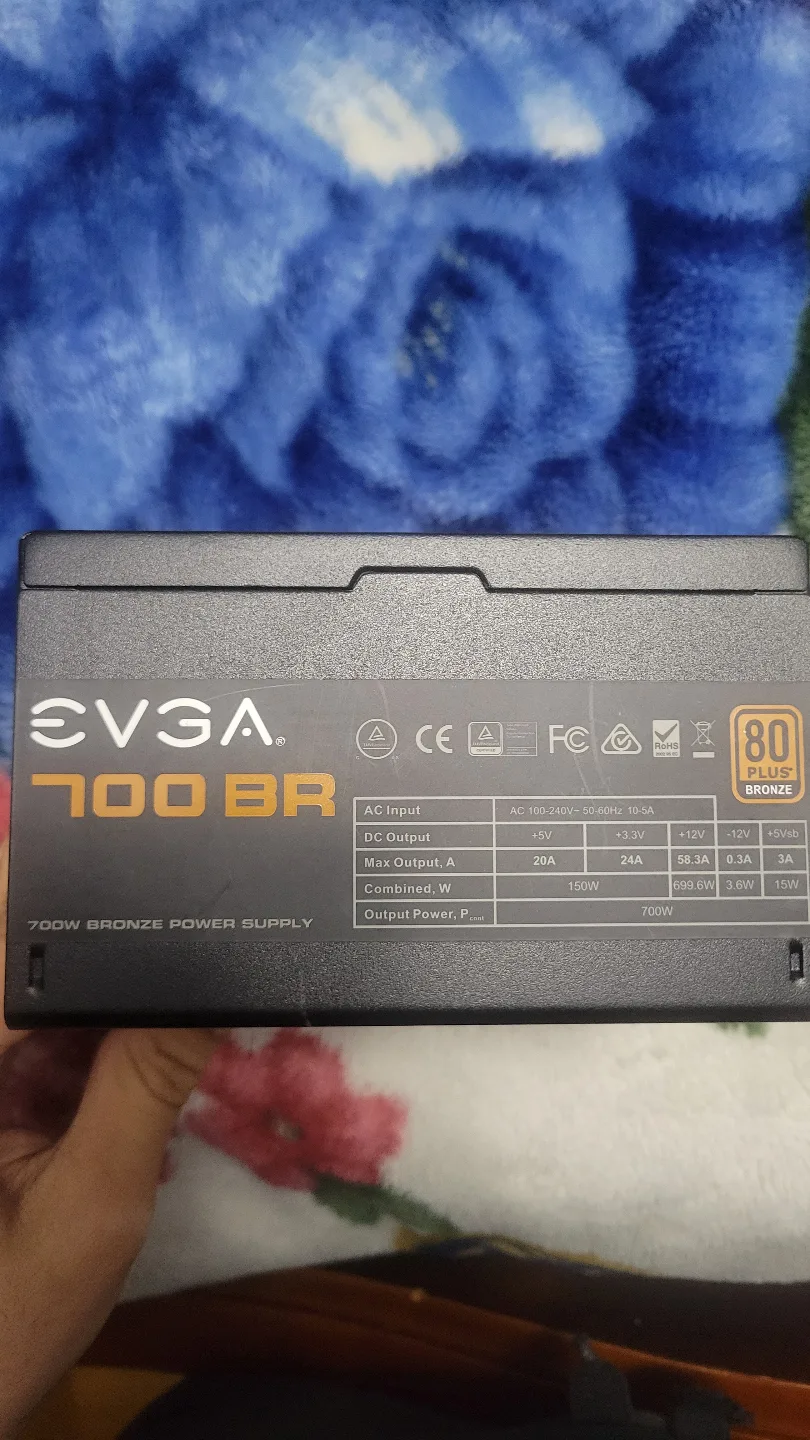 EVGA®
700 BR
700W BRONZE POWER SUPPLY
CE
FC
RoHS
80
PLUS
BRONZE
AC Input AC 100-240V~ 50-60Hz 10-5A
DC Output +5V +3.3V +12V -12V +5Vsb
Max Output, A 20A 24A 58.3A 0.3A 3A
Combined, W 150W 699.6W 3.6W 15W
Output Power, Pcont 700W